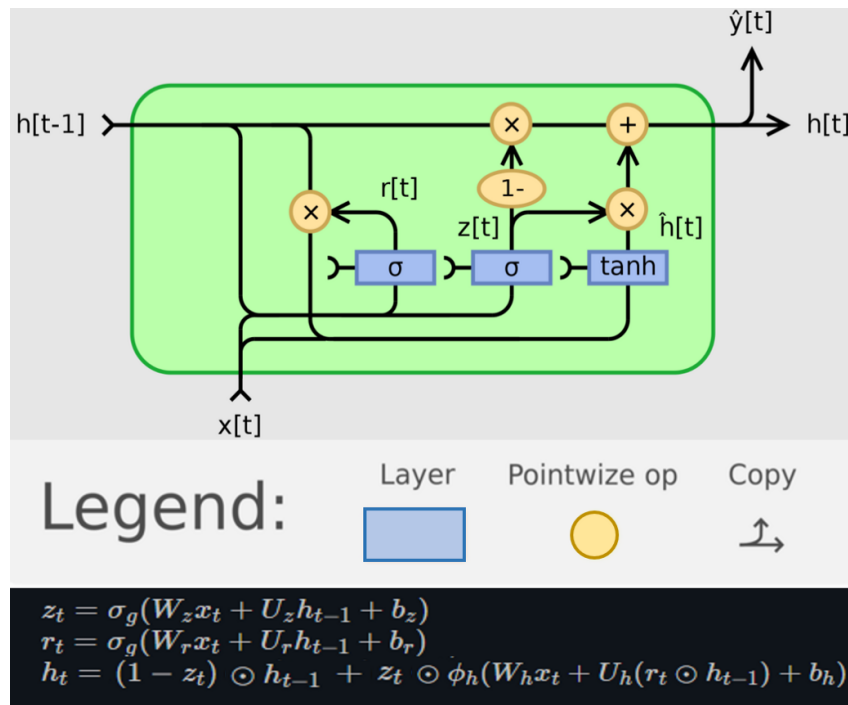 ŷ[t]
h[t-1]
×
+
h[t]
r[t]
1-
×
z[t]
×
ĥ[t]
σ
σ
tanh
x[t]
Layer
Pointwize op
Copy
Legend:
z_t = σ_g(W_z x_t + U_z h_{t-1} + b_z)
r_t = σ_g(W_r x_t + U_r h_{t-1} + b_r)
h_t = (1 − z_t) ⊙ h_{t-1} + z_t ⊙ ϕ_h(W_h x_t + U_h(r_t ⊙ h_{t-1}) + b_h)